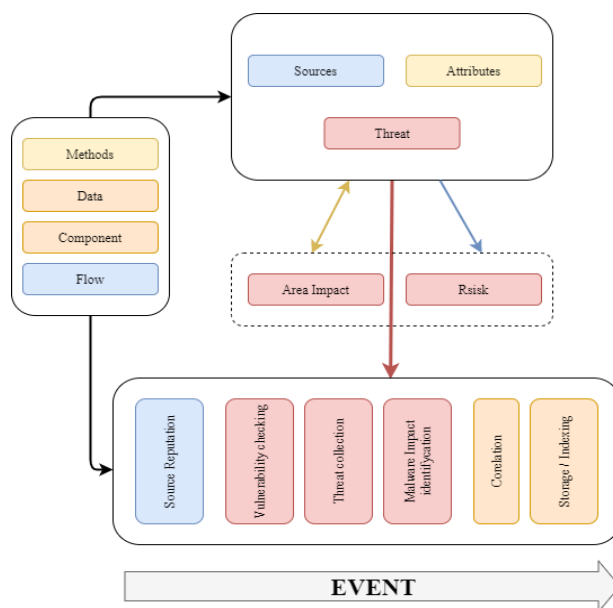 Sources
Attributes
Threat
Methods
Data
Component
Flow
Area Impact
Rsisk
Source Reputation
Vulnerability checking
Threat collection
Malware Impact
identifycation
Corelation
Storage / Indexing
EVENT